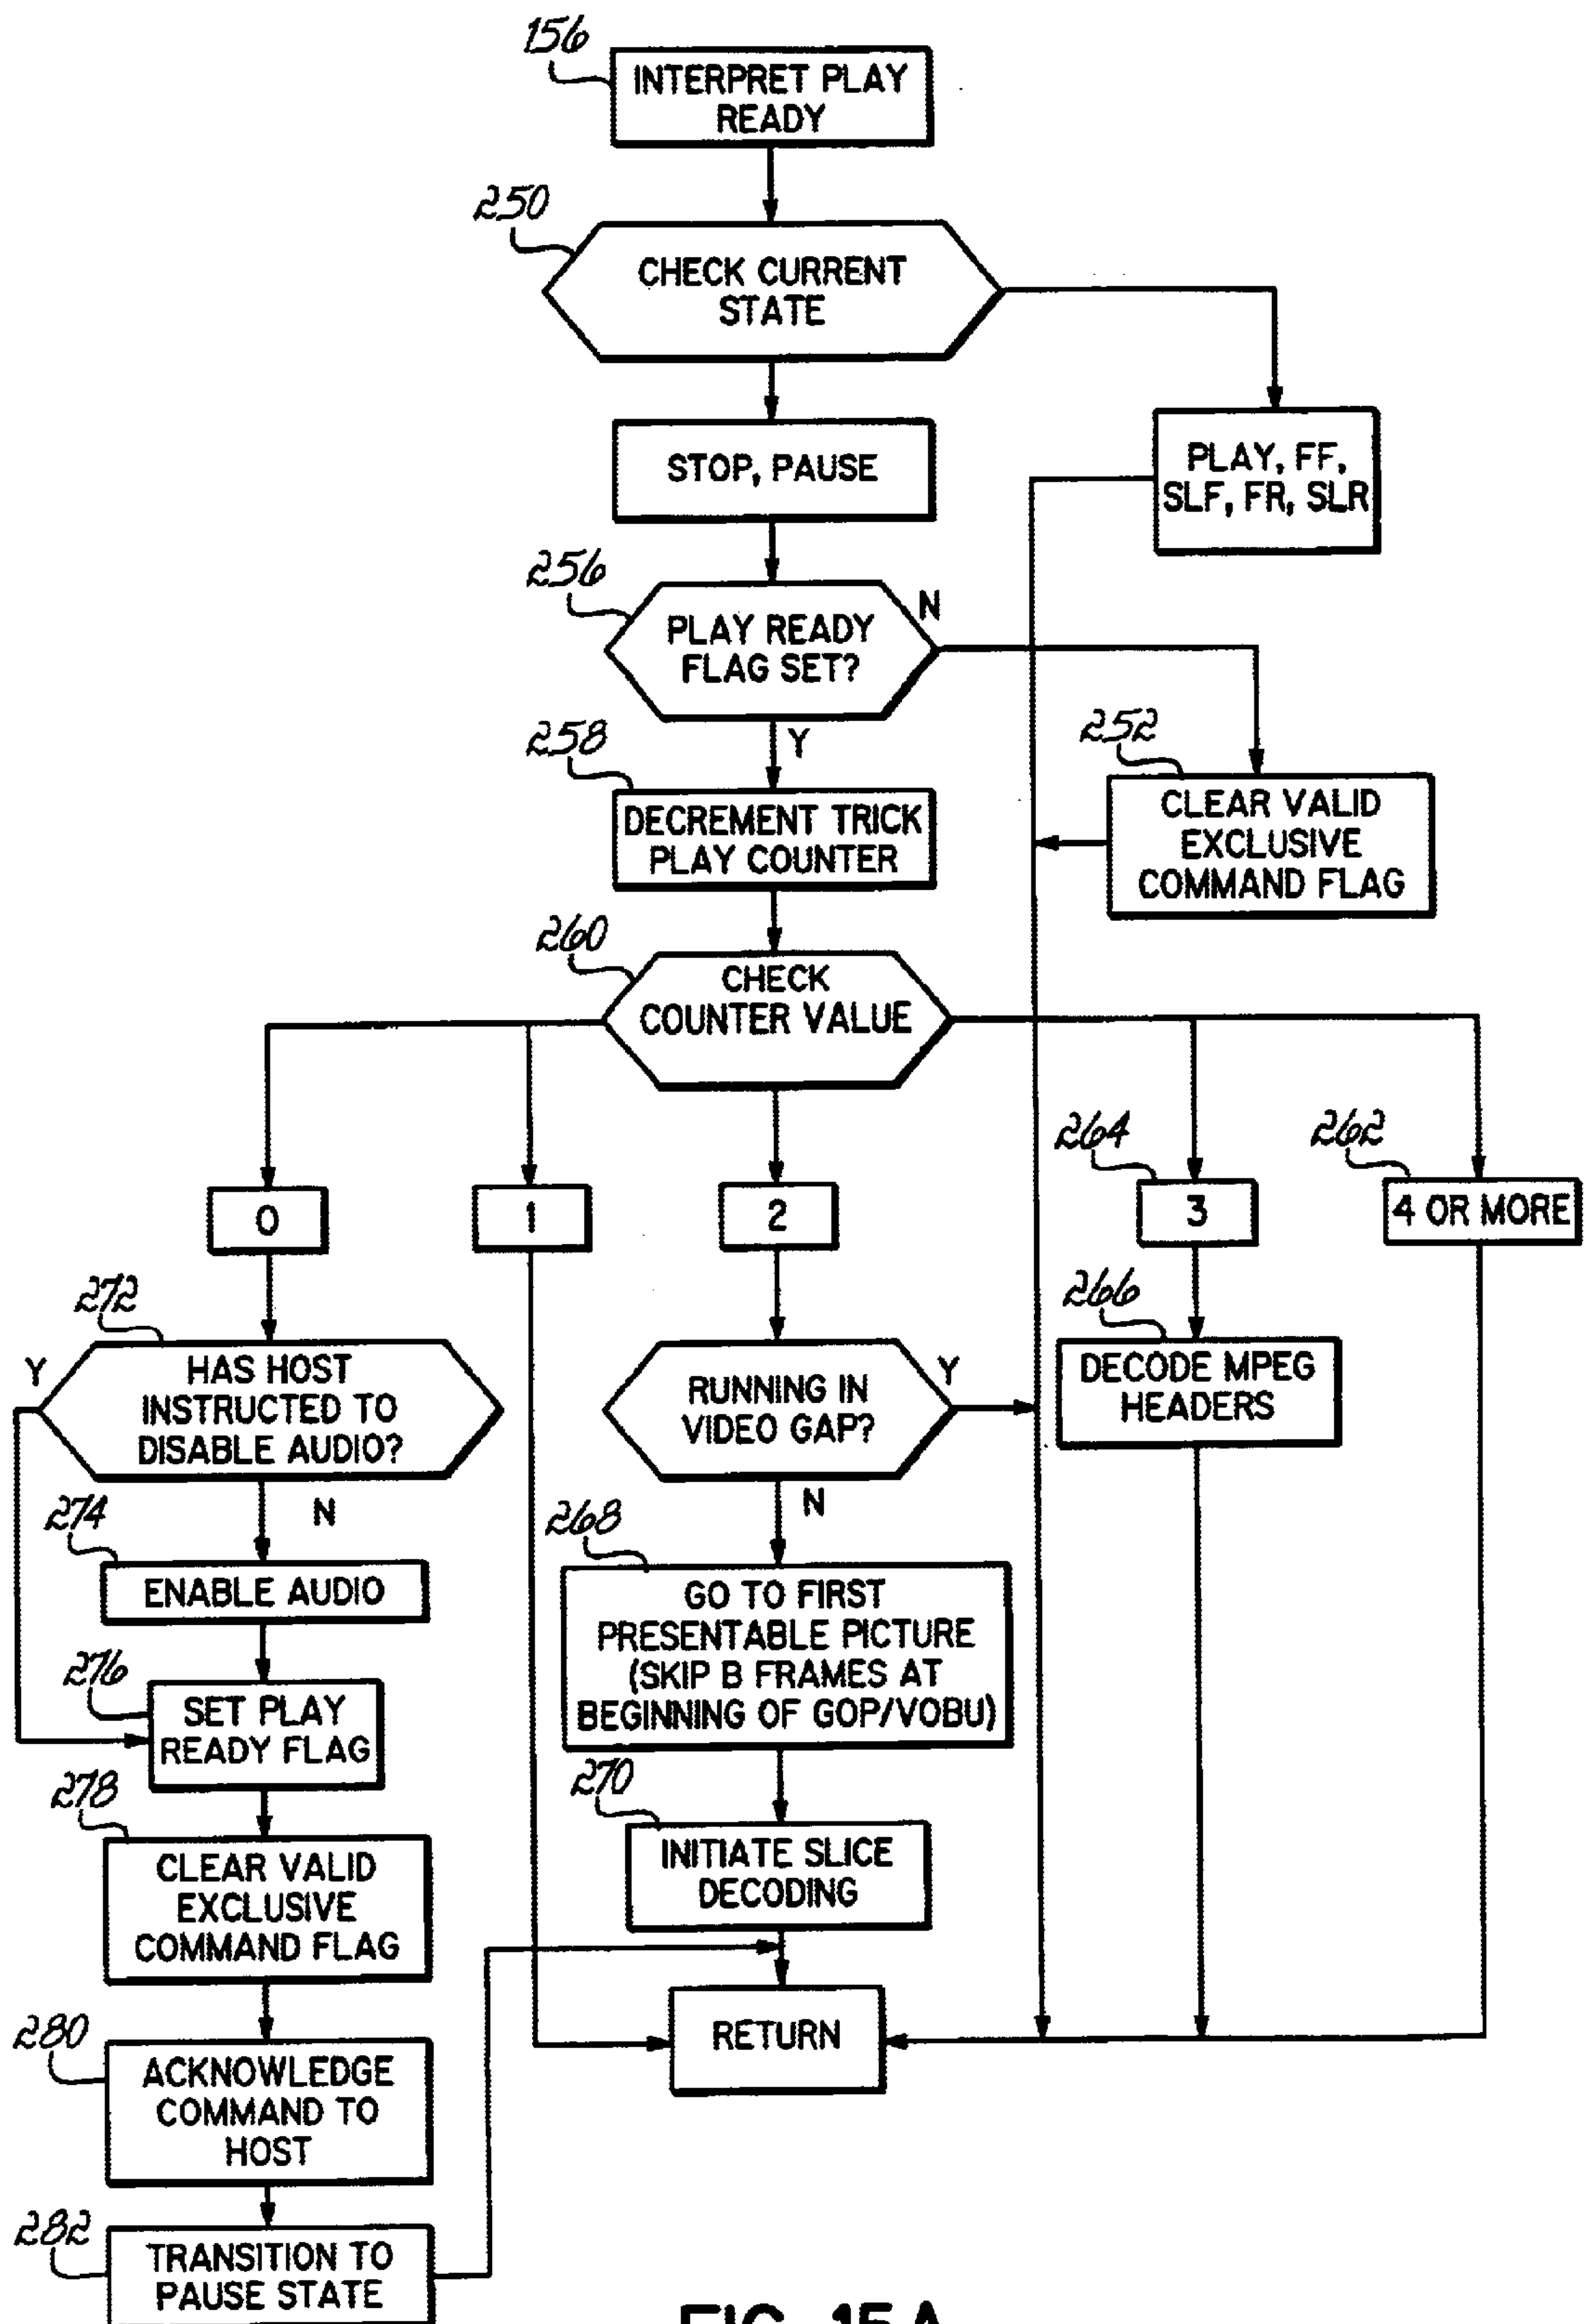 156
INTERPRET PLAY
READY
250
CHECK CURRENT
STATE
STOP, PAUSE
PLAY, FF,
SLF, FR, SLR
256
PLAY READY
FLAG SET?
N
Y
252
CLEAR VALID
EXCLUSIVE
COMMAND FLAG
258
DECREMENT TRICK
PLAY COUNTER
260
CHECK
COUNTER VALUE
0
1
2
264
3
262
4 OR MORE
272
Y
HAS HOST
INSTRUCTED TO
DISABLE AUDIO?
N
RUNNING IN
VIDEO GAP?
Y
N
266
DECODE MPEG
HEADERS
274
ENABLE AUDIO
268
GO TO FIRST
PRESENTABLE PICTURE
(SKIP B FRAMES AT
BEGINNING OF GOP/VOBU)
276
SET PLAY
READY FLAG
270
INITIATE SLICE
DECODING
278
CLEAR VALID
EXCLUSIVE
COMMAND FLAG
RETURN
280
ACKNOWLEDGE
COMMAND TO
HOST
282
TRANSITION TO
PAUSE STATE
FIG. 15A